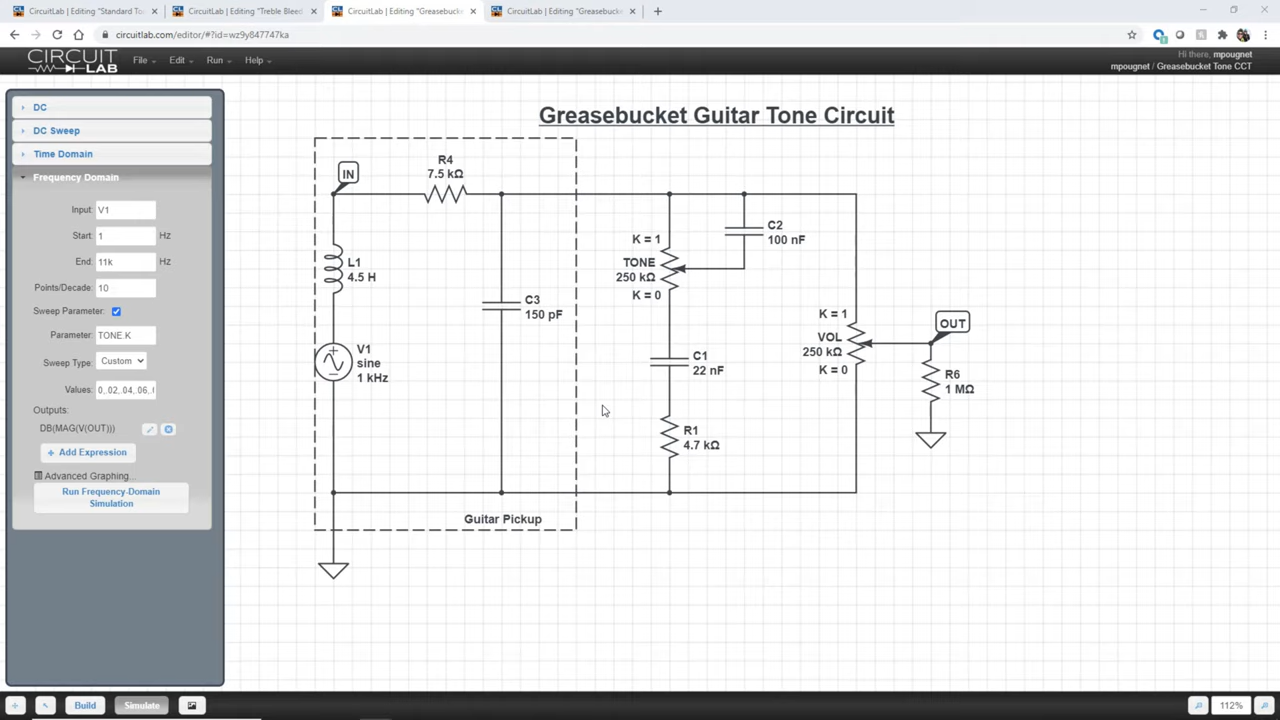 CircuitLab | Editing "Standard To
CircuitLab | Editing "Treble Bleed
CircuitLab | Editing "Greasebucke
CircuitLab | Editing "Greasebucke
circuitlab.com/editor/#?id=wz9y847747ka
CIRCUIT LAB
File
Edit
Run
Help
Hi there, mpougnet
mpougnet / Greasebucket Tone CCT
DC
DC Sweep
Time Domain
Frequency Domain
Input: V1
Start: 1 Hz
End: 11k Hz
Points/Decade: 10
Sweep Parameter:
Parameter: TONE.K
Sweep Type: Custom
Values: 0,.02,.04,.06,.
Outputs:
DB(MAG(V(OUT)))
+ Add Expression
Advanced Graphing...
Run Frequency-Domain
Simulation
Greasebucket Guitar Tone Circuit
IN
R4
7.5 kΩ
L1
4.5 H
V1
sine
1 kHz
C3
150 pF
Guitar Pickup
K = 1
TONE
250 kΩ
K = 0
C2
100 nF
C1
22 nF
R1
4.7 kΩ
K = 1
VOL
250 kΩ
K = 0
OUT
R6
1 MΩ
Build
Simulate
112%